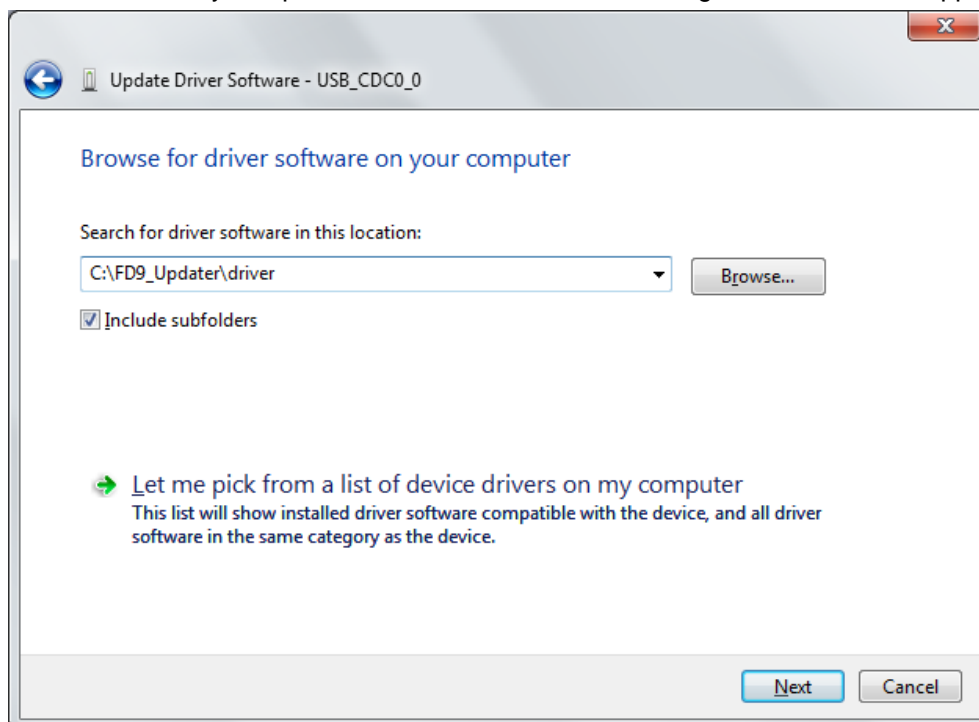 x
Update Driver Software - USB_CDC0_0
Browse for driver software on your computer
Search for driver software in this location:
C:\FD9_Updater\driver
Browse...
Include subfolders
Let me pick from a list of device drivers on my computer
This list will show installed driver software compatible with the device, and all driver
software in the same category as the device.
Next Cancel